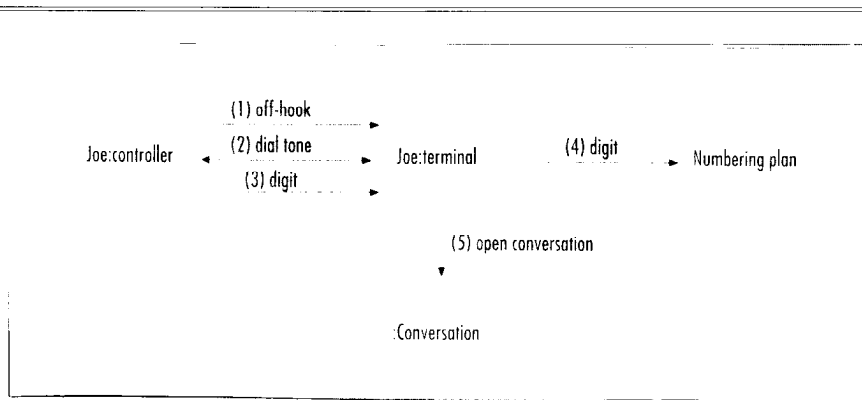 (1) off-hook
Joe:controller
(2) dial tone
Joe:terminal
(4) digit
Numbering plan
(3) digit
(5) open conversation
:Conversation